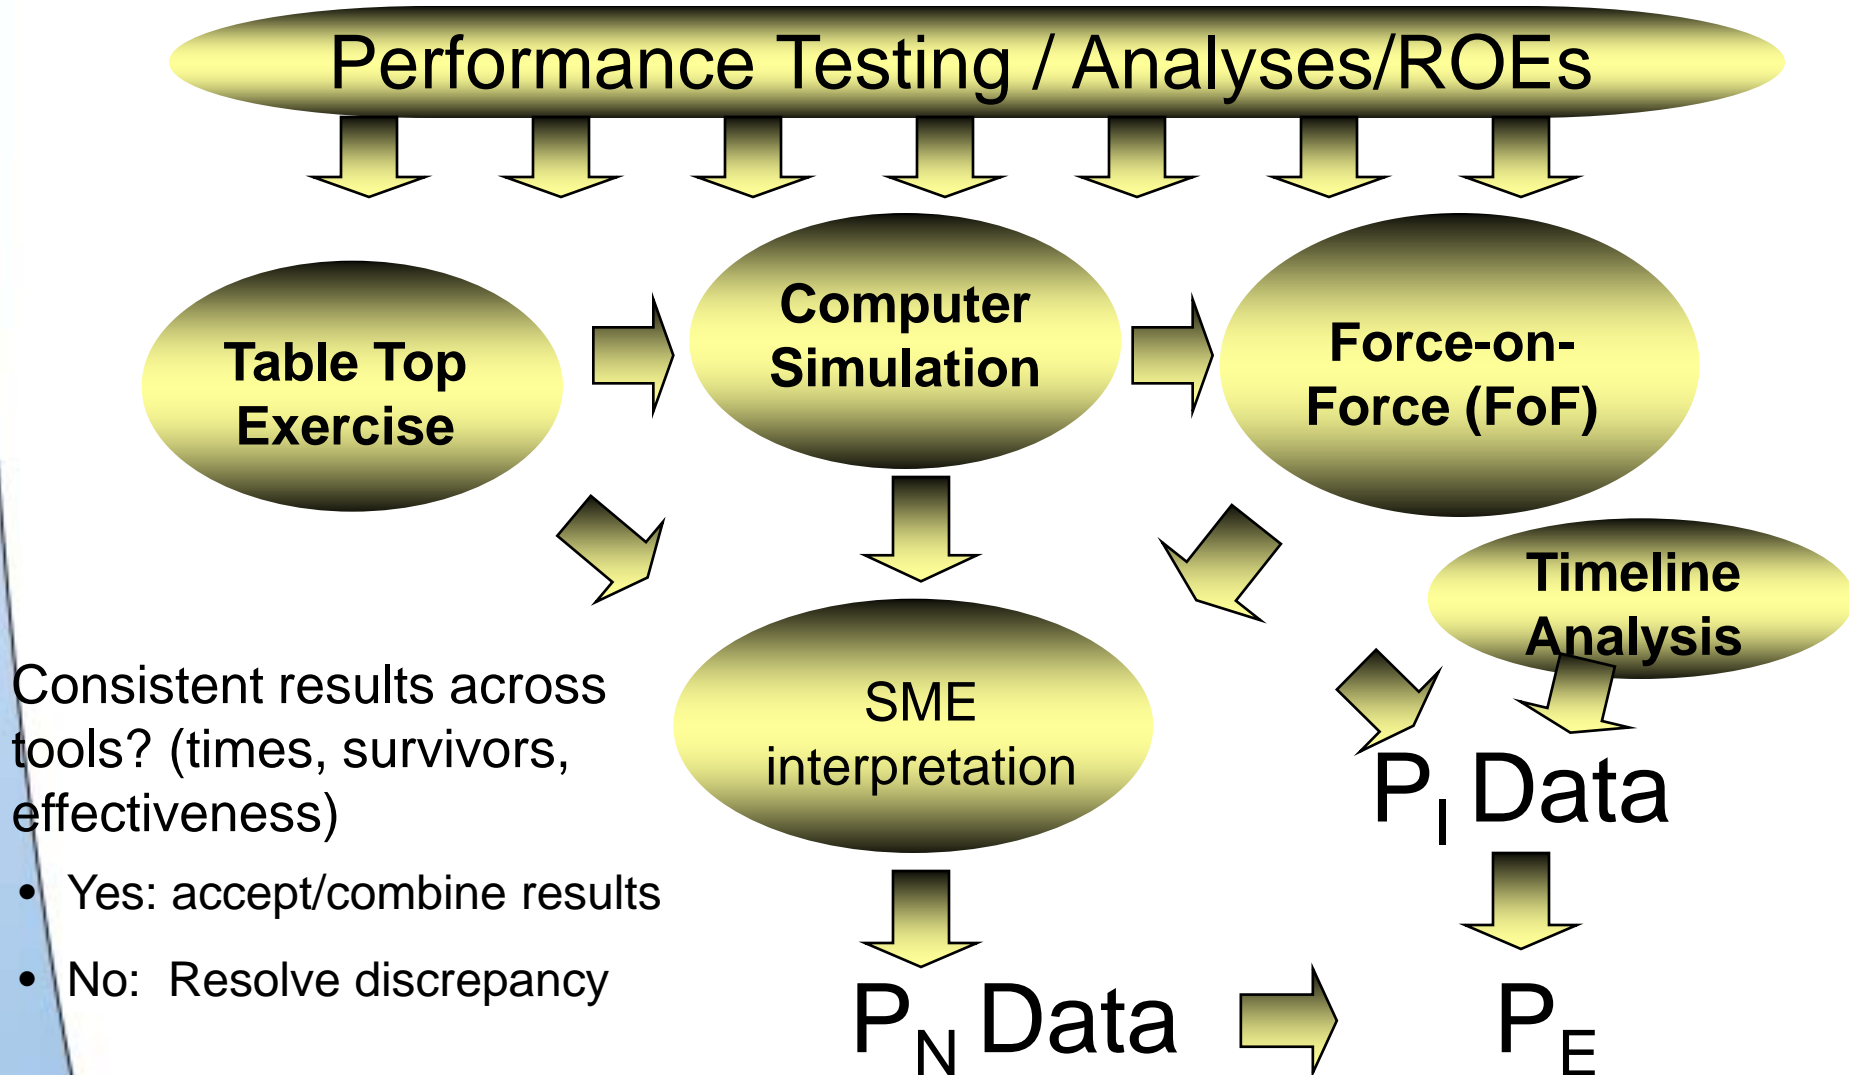 Performance Testing / Analyses/ROEs
Table Top
Exercise
Computer
Simulation
Force-on-
Force (FoF)
Timeline
Analysis
Consistent results across
tools? (times, survivors,
effectiveness)
• Yes: accept/combine results
• No: Resolve discrepancy
SME
interpretation
PI Data
PN Data
PE